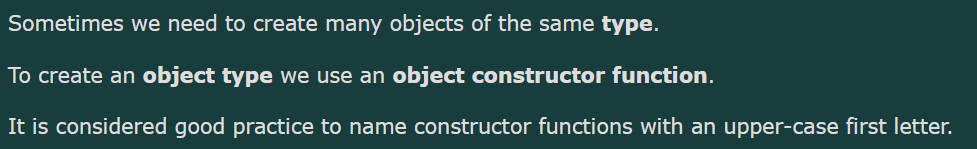 Sometimes we need to create many objects of the same type.
To create an object type we use an object constructor function.
It is considered good practice to name constructor functions with an upper-case first letter.